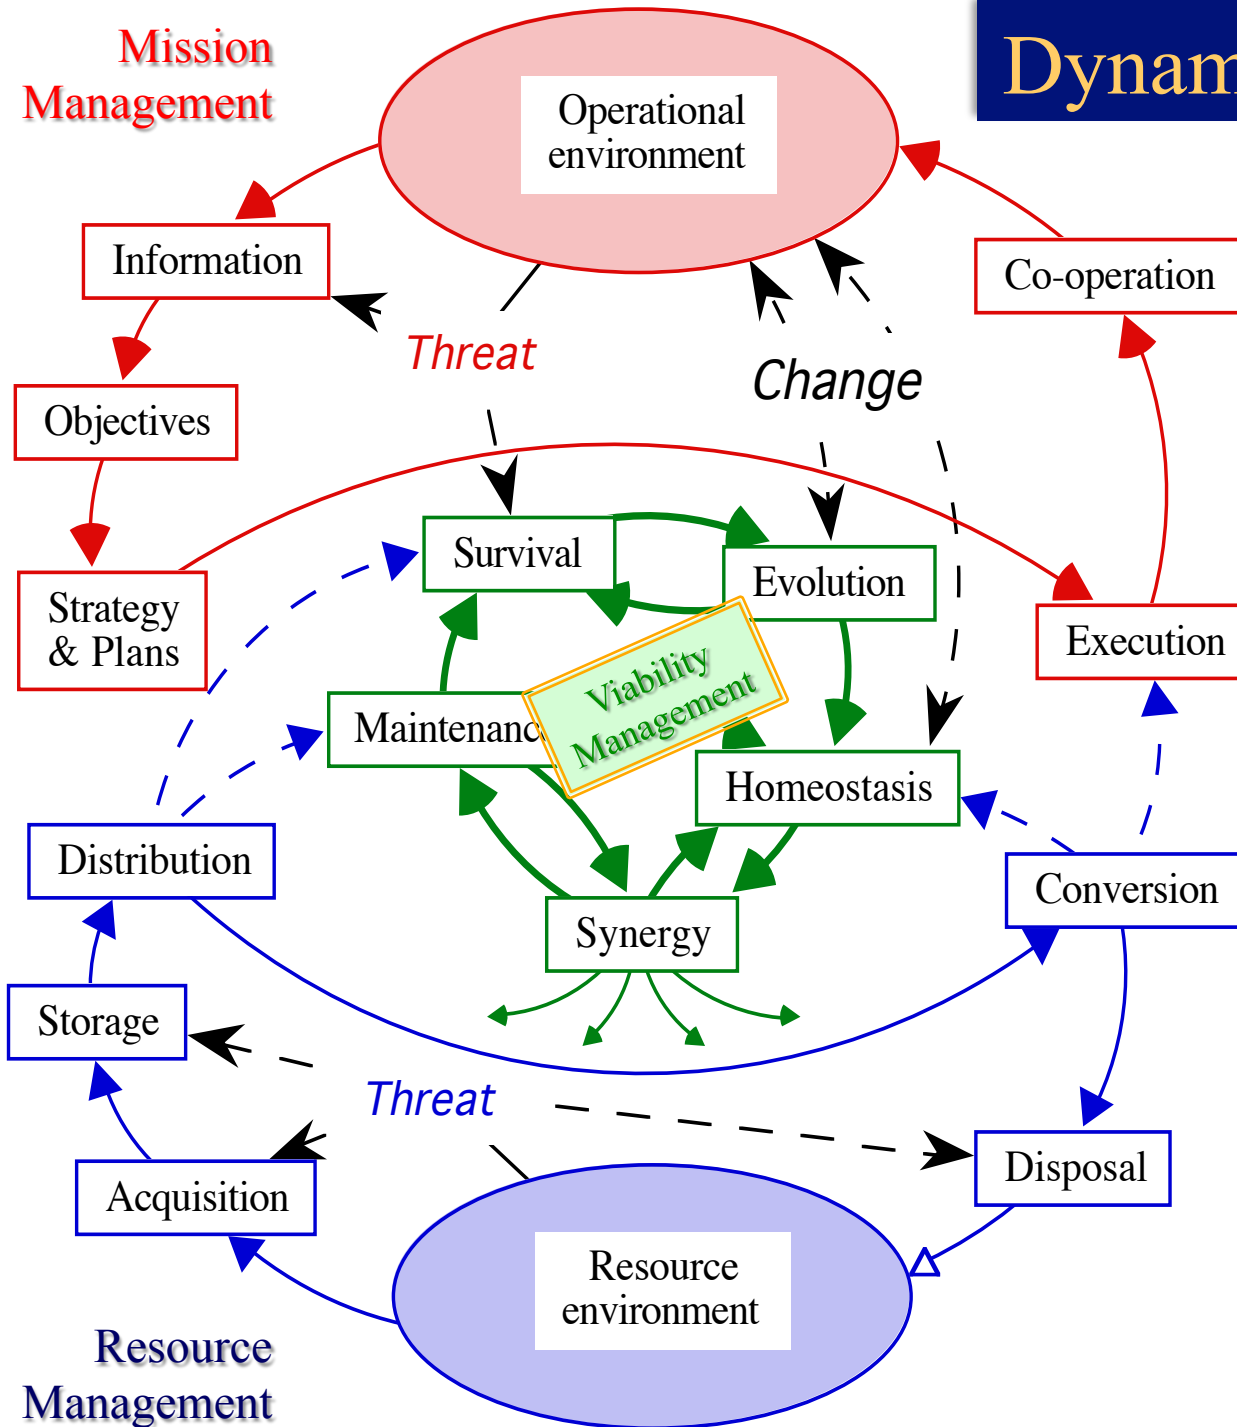 Mission
Management
Dynam
Operational
environment
Information
Co-operation
Threat
Change
Objectives
Survival
Evolution
Strategy
& Plans
Execution
Viability
Management
Maintenanc
Homeostasis
Distribution
Conversion
Synergy
Storage
Threat
Disposal
Acquisition
Resource
environment
Resource
Management